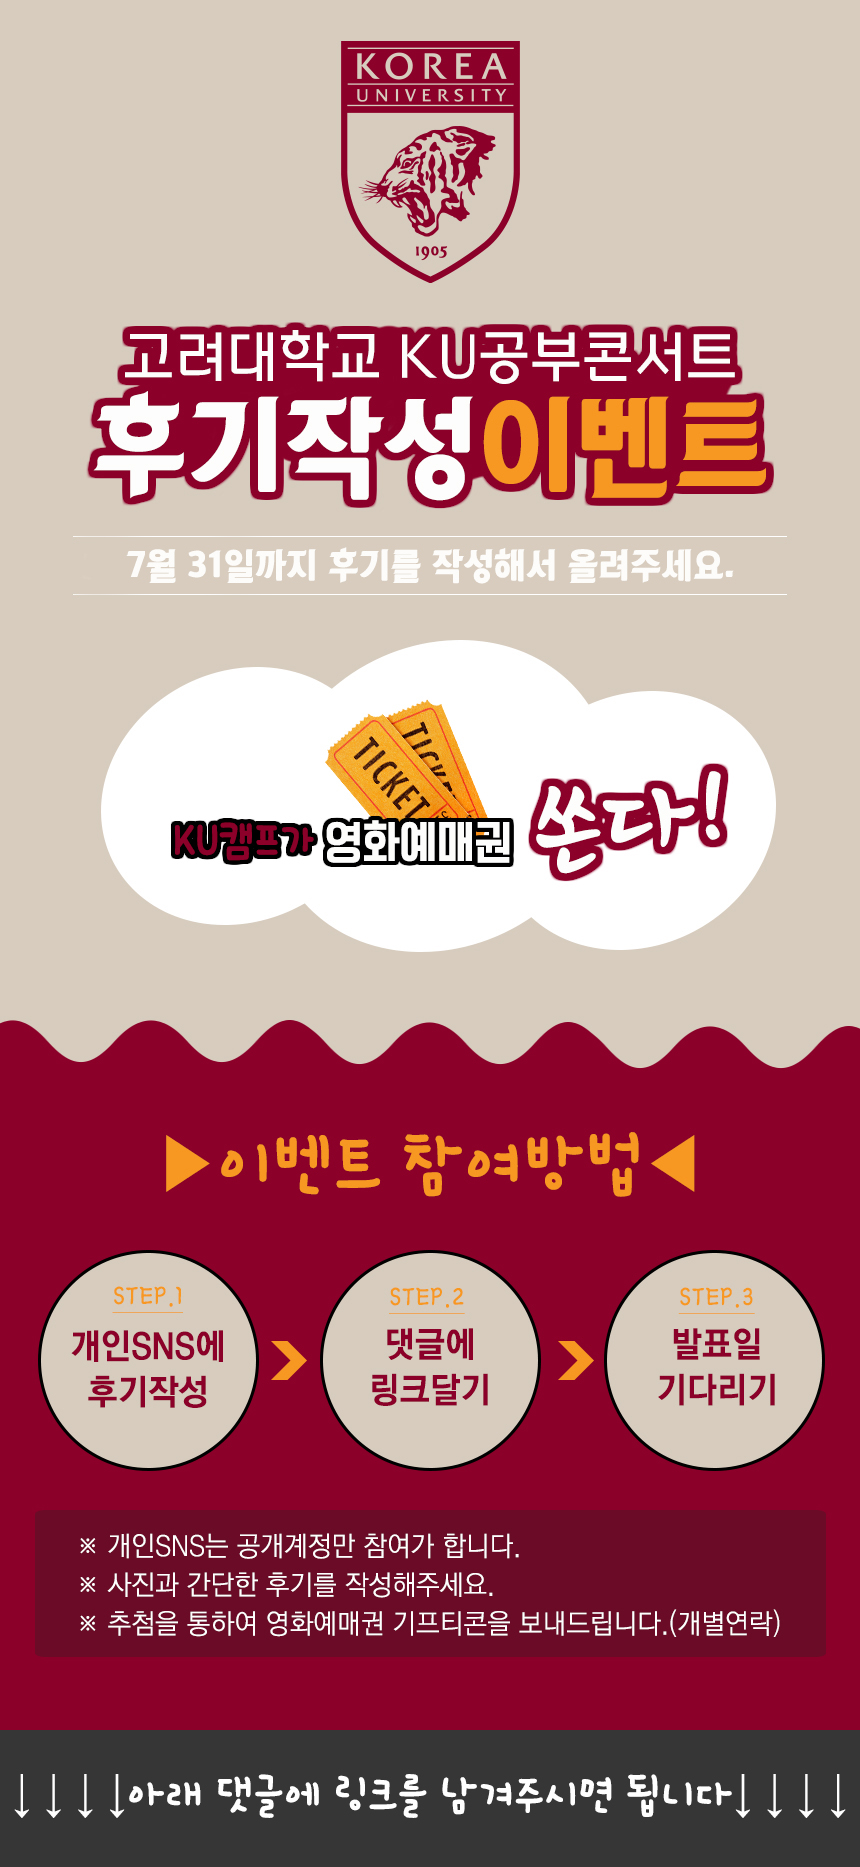 KOREA
UNIVERSITY
1905
고려대학교 KU공부콘서트
후기작성이벤트
7월 31일까지 후기를 작성해서 올려주세요.
TICKET
TICKET
KU캠프가 영화예매권 쏜다!
▶이벤트 참여방법◀
STEP.1
개인SNS에
후기작성
STEP.2
댓글에
링크달기
STEP.3
발표일
기다리기
※ 개인SNS는 공개계정만 참여가 합니다.
※ 사진과 간단한 후기를 작성해주세요.
※ 추첨을 통하여 영화예매권 기프티콘을 보내드립니다.(개별연락)
↓↓↓↓아래 댓글에 링크를 남겨주시면 됩니다↓↓↓↓